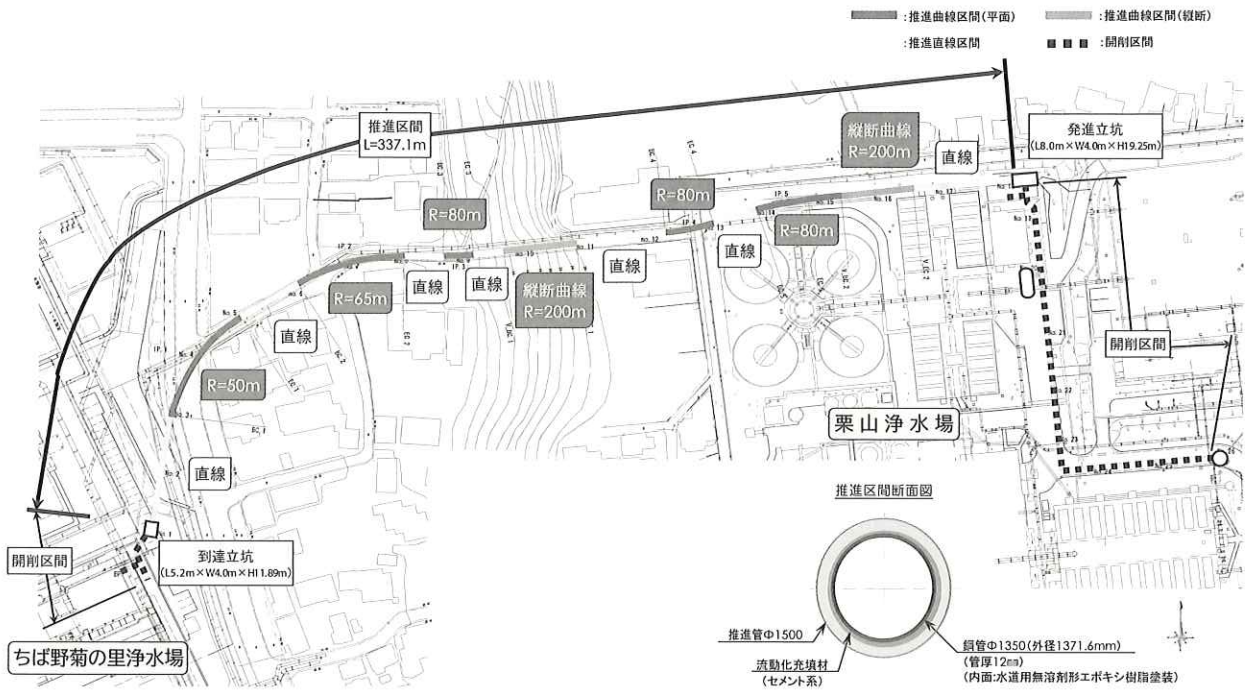 :推進曲線区間(平面)
:推進曲線区間(縦断)
:推進直線区間
:開削区間
推進区間
L=337.1m
縦断曲線
R=200m
直線
発進立坑
(L8.0m×W4.0m×H19.25m)
R=80m
R=80m
R=80m
直線
直線
直線
直線
縦断曲線
R=200m
R=65m
直線
R=50m
直線
開削区間
栗山浄水場
推進区間断面図
開削区間
到達立坑
(L5.2m×W4.0m×H11.89m)
ちば野菊の里浄水場
推進管Φ1500
流動化充填材
(セメント系)
鋼管Φ1350(外径1371.6mm)
(管厚12mm)
(内面:水道用無溶剤形エポキシ樹脂塗装)